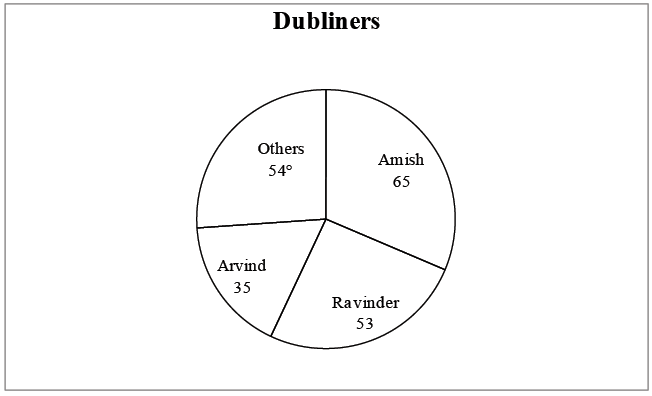 Dubliners
Others
54°
Amish
65
Arvind
35
Ravinder
53